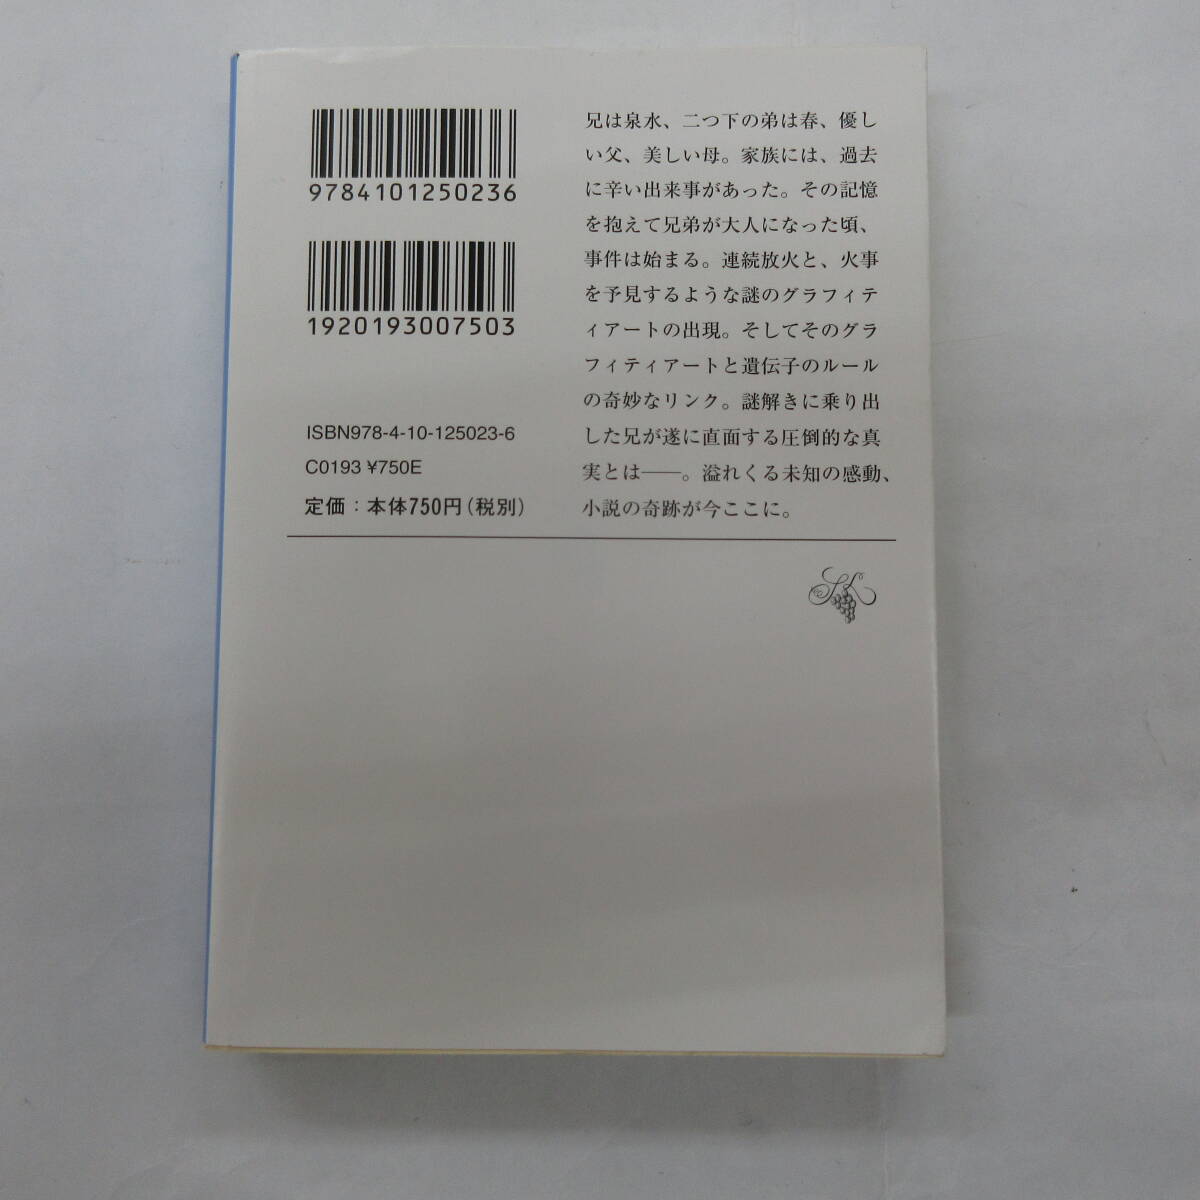 9784101250236
1920193007503
ISBN978-4-10-125023-6
C0193 ¥750E
定価：本体750円（税別）
兄は泉水、二つ下の弟は春、優し
い父、美しい母。家族には、過去
に辛い出来事があった。その記憶
を抱えて兄弟が大人になった頃、
事件は始まる。連続放火と、火事
を予見するような謎のグラフィテ
ィアートの出現。そしてそのグラ
フィティアートと遺伝子のルール
の奇妙なリンク。謎解きに乗り出
した兄が遂に直面する圧倒的な真
実とは――。溢れくる未知の感動、
小説の奇跡が今ここに。